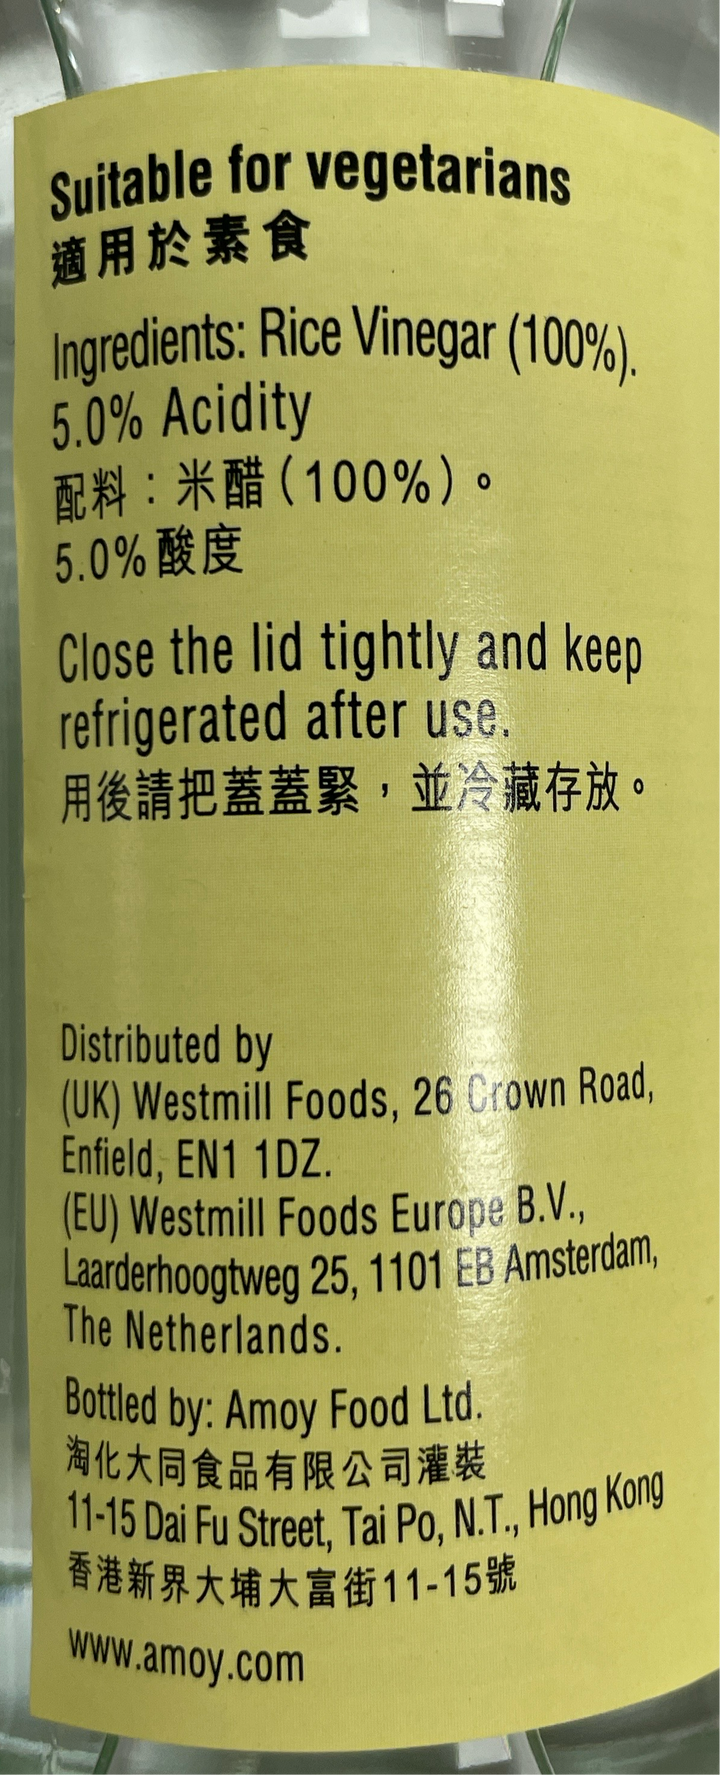 Suitable for vegetarians
適用於素食
Ingredients: Rice Vinegar (100%).
5.0% Acidity
配料：米醋(100%)。
5.0%酸度
Close the lid tightly and keep
refrigerated after use.
用後請把蓋蓋緊，並冷藏存放。
Distributed by
(UK) Westmill Foods, 26 Crown Road,
Enfield, EN1 1DZ.
(EU) Westmill Foods Europe B.V.,
Laarderhoogtweg 25, 1101 EB Amsterdam,
The Netherlands.
Bottled by: Amoy Food Ltd.
淘化大同食品有限公司灌裝
11-15 Dai Fu Street, Tai Po, N.T., Hong Kong
香港新界大埔大富街11-15號
www.amoy.com